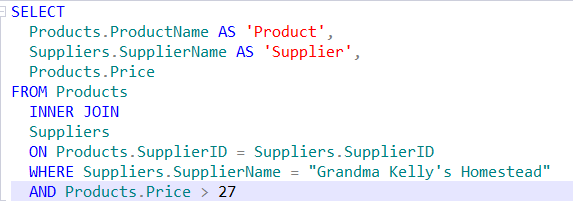 SELECT
Products.ProductName AS 'Product',
Suppliers.SupplierName AS 'Supplier',
Products.Price
FROM Products
INNER JOIN
Suppliers
ON Products.SupplierID = Suppliers.SupplierID
WHERE Suppliers.SupplierName = "Grandma Kelly's Homestead"
AND Products.Price > 27